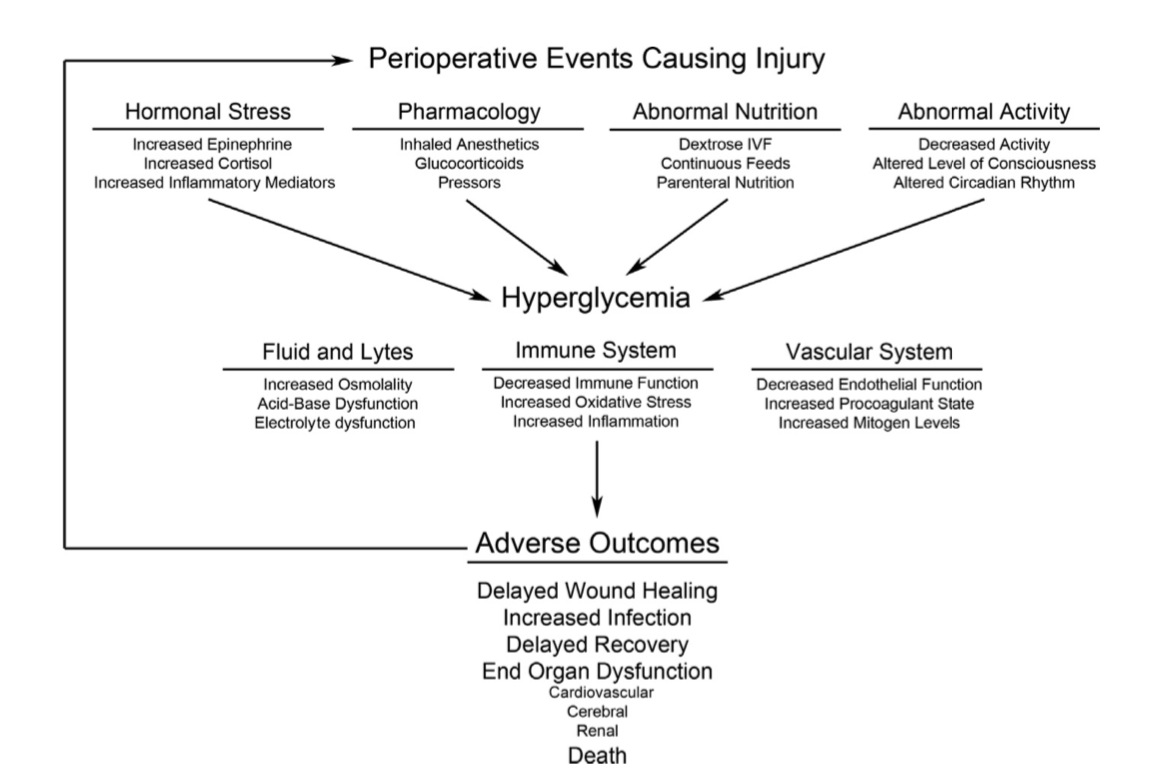 Perioperative Events Causing Injury
Hormonal Stress
Increased Epinephrine
Increased Cortisol
Increased Inflammatory Mediators
Pharmacology
Inhaled Anesthetics
Glucocorticoids
Pressors
Abnormal Nutrition
Dextrose IVF
Continuous Feeds
Parenteral Nutrition
Abnormal Activity
Decreased Activity
Altered Level of Consciousness
Altered Circadian Rhythm
Hyperglycemia
Fluid and Lytes
Increased Osmolality
Acid-Base Dysfunction
Electrolyte dysfunction
Immune System
Decreased Immune Function
Increased Oxidative Stress
Increased Inflammation
Vascular System
Decreased Endothelial Function
Increased Procoagulant State
Increased Mitogen Levels
Adverse Outcomes
Delayed Wound Healing
Increased Infection
Delayed Recovery
End Organ Dysfunction
Cardiovascular
Cerebral
Renal
Death